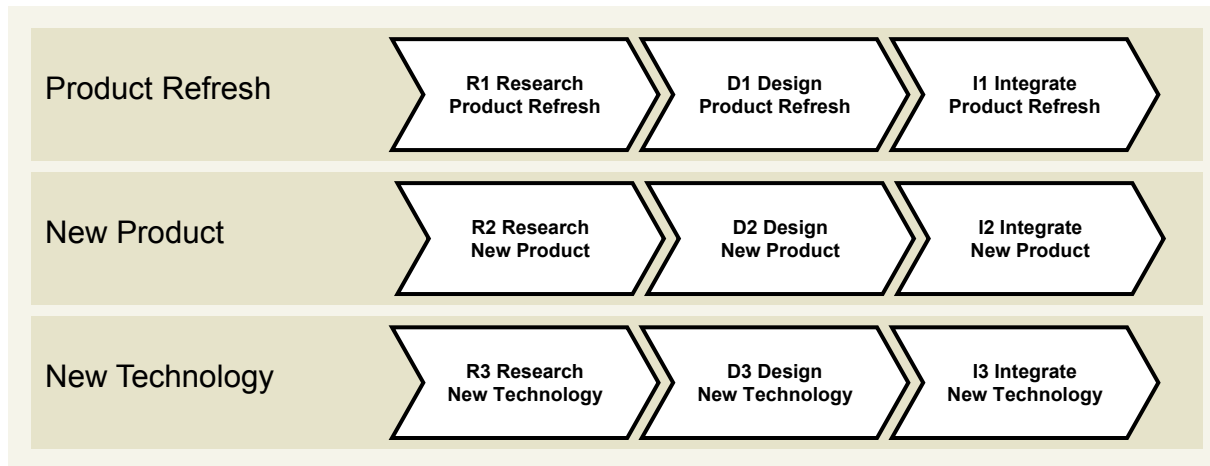 Product Refresh
R1 Research
Product Refresh
D1 Design
Product Refresh
I1 Integrate
Product Refresh
New Product
R2 Research
New Product
D2 Design
New Product
I2 Integrate
New Product
New Technology
R3 Research
New Technology
D3 Design
New Technology
I3 Integrate
New Technology